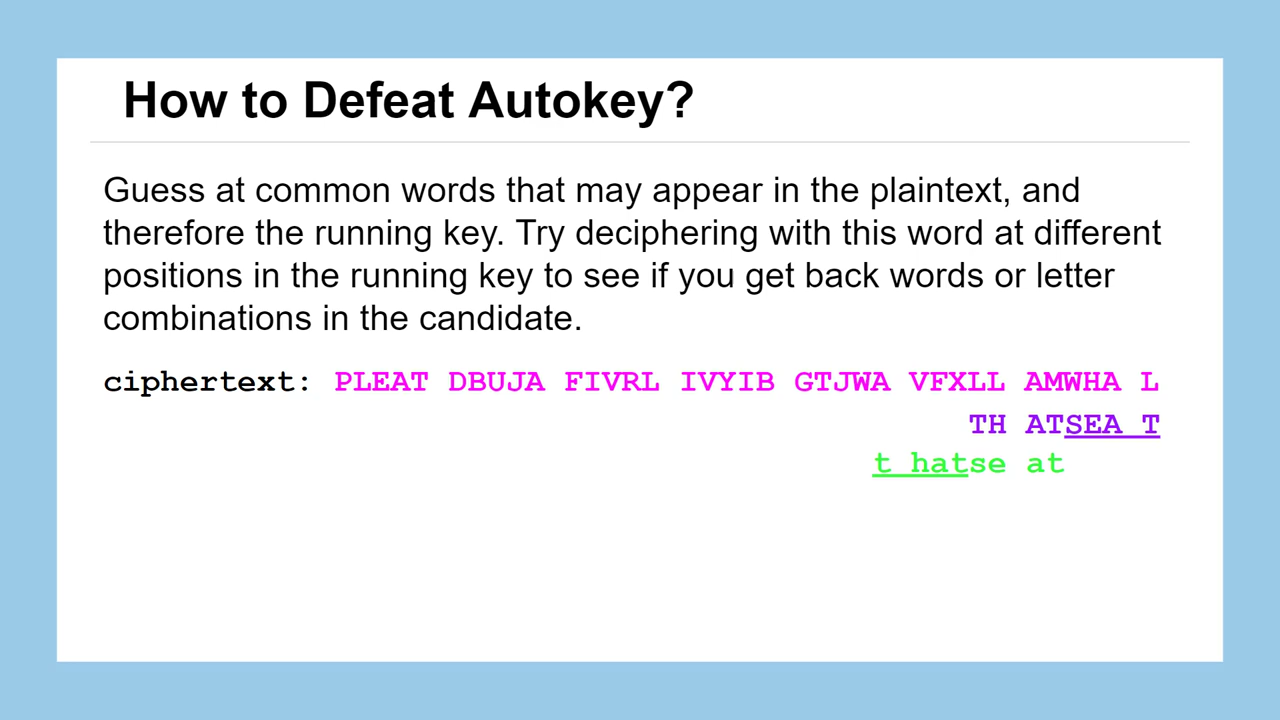 How to Defeat Autokey?
Guess at common words that may appear in the plaintext, and
therefore the running key. Try deciphering with this word at different
positions in the running key to see if you get back words or letter
combinations in the candidate.
ciphertext: PLEAT DBUJA FIVRL IVYIB GTJWA VFXLL AMWHA L
TH ATSEA T
t hatse at